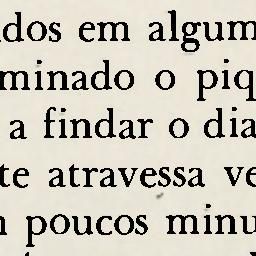 dos em algum
minado o piq
a findar o dia
te atravessa ve
n poucos minu